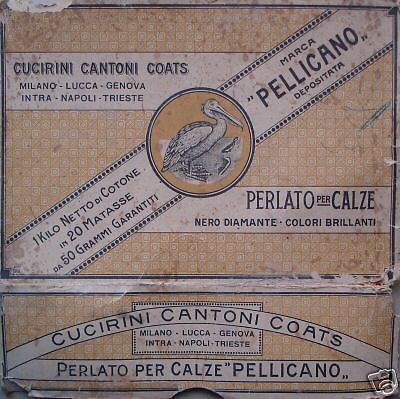 CUCIRINI CANTONI COATS
MILANO - LUCCA - GENOVA
INTRA - NAPOLI - TRIESTE
MARCA
„PELLICANO„
DEPOSITATA
1 KILO NETTO DI COTONE
IN 20 MATASSE
DA 50 GRAMMI GARANTITI
PERLATO PER CALZE
NERO DIAMANTE - COLORI BRILLANTI
CUCIRINI CANTONI COATS
MILANO - LUCCA - GENOVA
INTRA - NAPOLI - TRIESTE
PERLATO PER CALZE "PELLICANO„